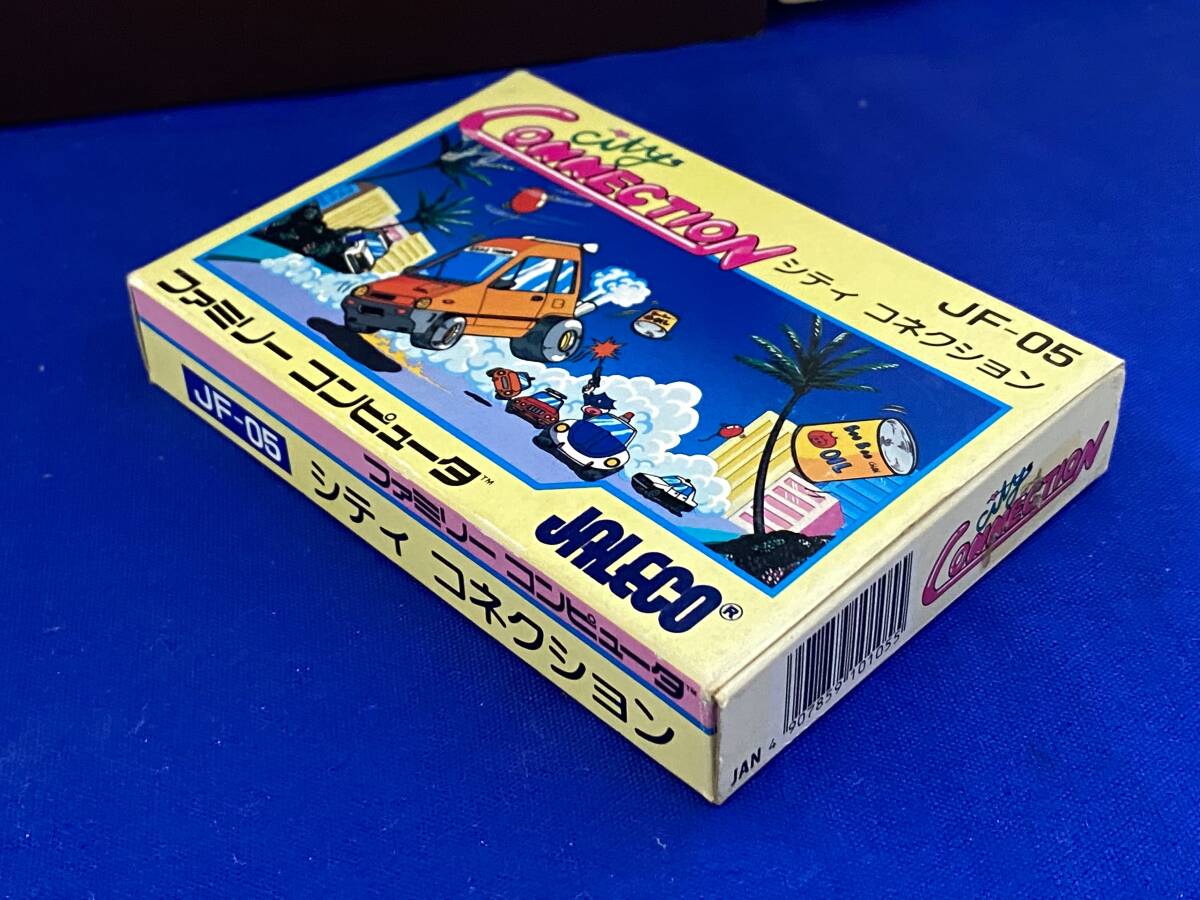 city
CONNECTION
シティ コネクション
JF-05
OIL
ファミリー コンピュータ™
JALECO®
ファミリー コンピュータ™
JF-05
シティ コネクション
city
CONNECTION
JAN 4 907859 101055